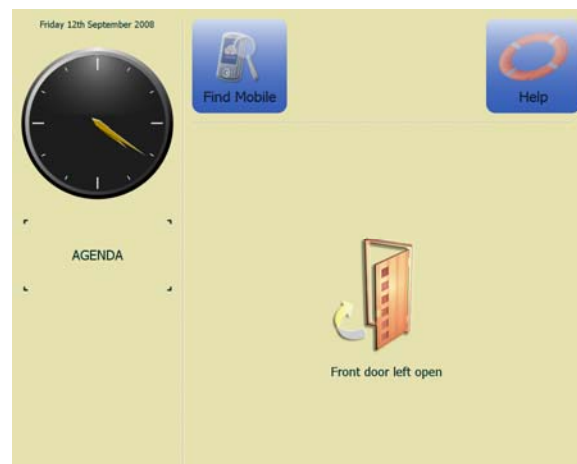 Friday 12th September 2008
Find Mobile
Help
AGENDA
Front door left open